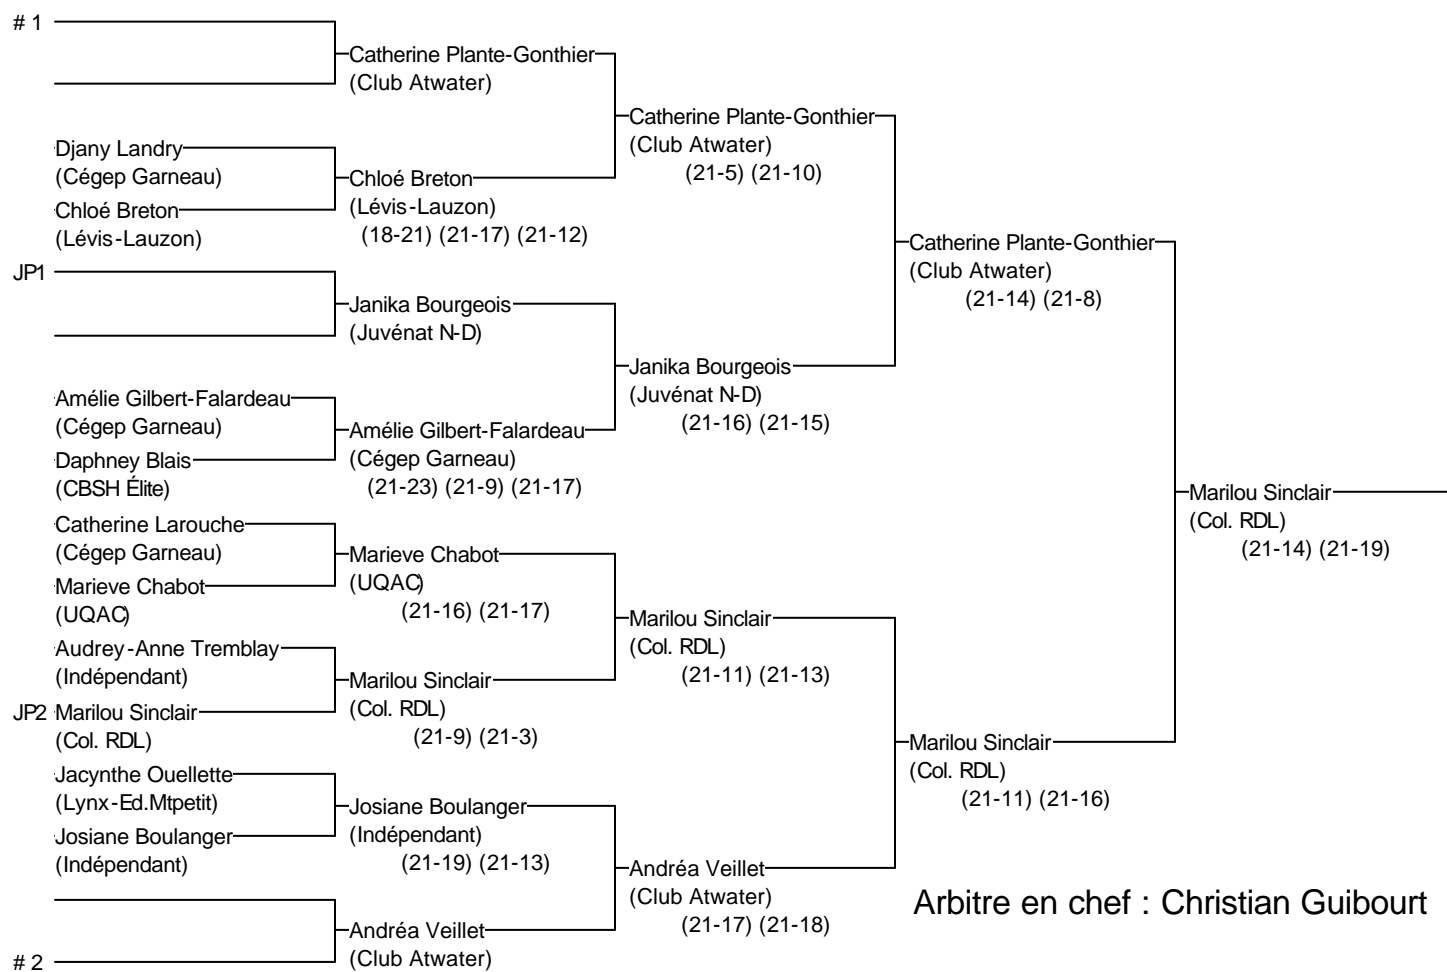 # 1
Catherine Plante-Gonthier
(Club Atwater)
Catherine Plante-Gonthier
(Club Atwater)
(21-5) (21-10)
Djany Landry
(Cégep Garneau)
Chloé Breton
(Lévis-Lauzon)
Chloé Breton
(Lévis-Lauzon)
(18-21) (21-17) (21-12)
Catherine Plante-Gonthier
(Club Atwater)
(21-14) (21-8)
JP1
Janika Bourgeois
(Juvénat N-D)
Janika Bourgeois
(Juvénat N-D)
(21-16) (21-15)
Amélie Gilbert-Falardeau
(Cégep Garneau)
Daphney Blais
(CBSH Élite)
Amélie Gilbert-Falardeau
(Cégep Garneau)
(21-23) (21-9) (21-17)
Marilou Sinclair
(Col. RDL)
(21-14) (21-19)
Catherine Larouche
(Cégep Garneau)
Marieve Chabot
(UQAC)
Marieve Chabot
(UQAC)
(21-16) (21-17)
Marilou Sinclair
(Col. RDL)
(21-11) (21-13)
Audrey-Anne Tremblay
(Indépendant)
JP2 Marilou Sinclair
(Col. RDL)
Marilou Sinclair
(Col. RDL)
(21-9) (21-3)
Marilou Sinclair
(Col. RDL)
(21-11) (21-16)
Jacynthe Ouellette
(Lynx-Ed.Mtpetit)
Josiane Boulanger
(Indépendant)
Josiane Boulanger
(Indépendant)
(21-19) (21-13)
Andréa Veillet
(Club Atwater)
(21-17) (21-18)
Andréa Veillet
(Club Atwater)
# 2
Arbitre en chef : Christian Guibourt